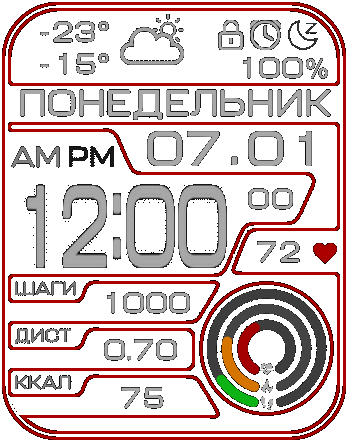 -23°
-15°
100%
ПОНЕДЕЛЬНИК
07.01
AM PM
12:00
00
72
ШАГИ
1000
ДИСТ
0.70
ККАЛ
75